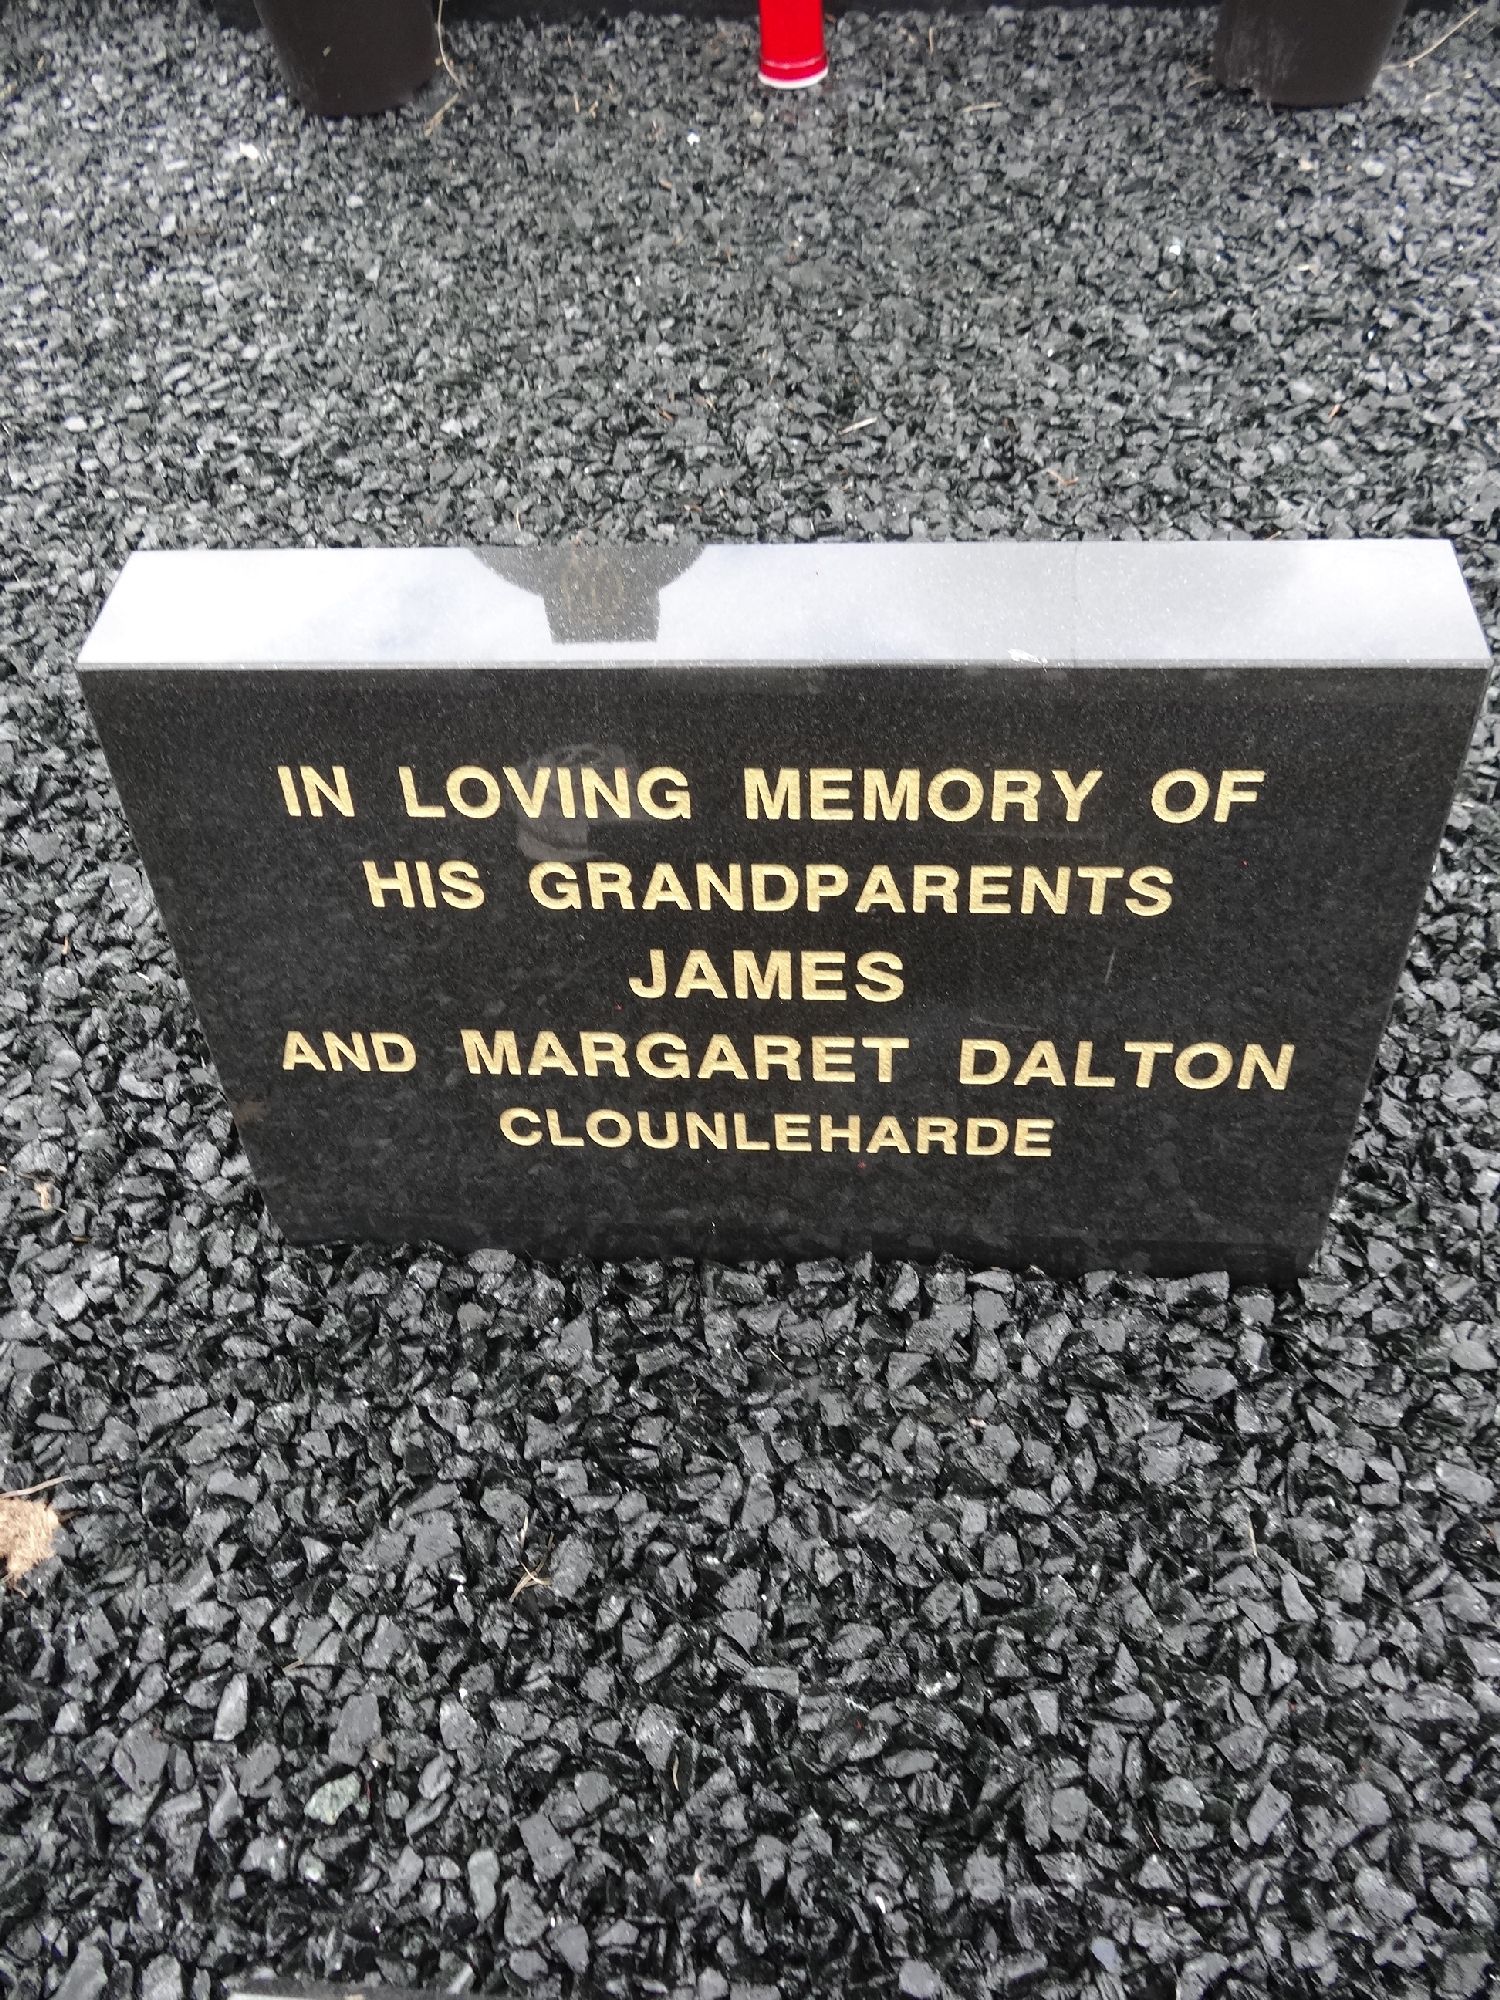 IN LOVING MEMORY OF
HIS GRANDPARENTS
JAMES
AND MARGARET DALTON
CLOUNLEHARDE